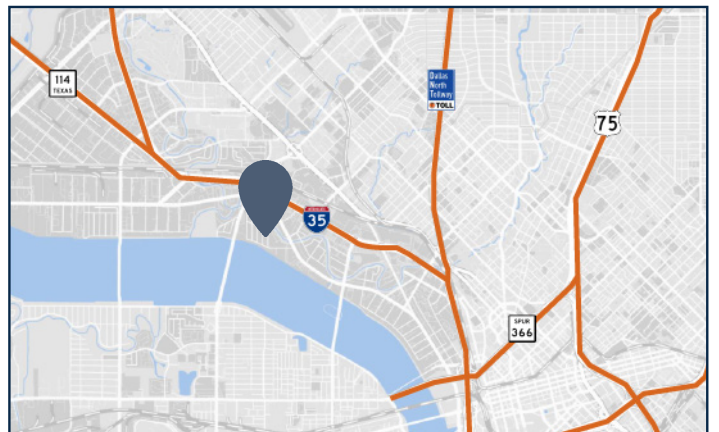 114
TEXAS
Dallas
North
Tollway
TOLL
75
35
SPUR
366